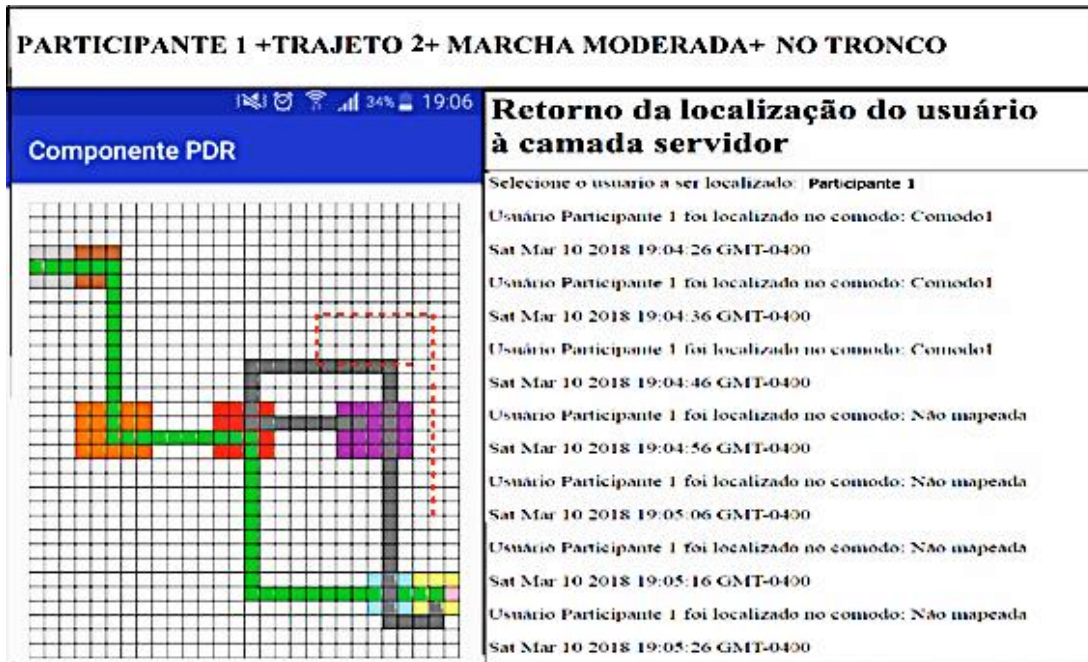 PARTICIPANTE 1 +TRAJETO 2+ MARCHA MODERADA+ NO TRONCO
34% 19:06
Componente PDR
Retorno da localização do usuário
à camada servidor
Selecione o usuario a ser localizado: Participante 1
Usuário Participante 1 foi localizado no comodo: Comodo1
Sat Mar 10 2018 19:04:26 GMT-0400
Usuário Participante 1 foi localizado no comodo: Comodo1
Sat Mar 10 2018 19:04:36 GMT-0400
Usuário Participante 1 foi localizado no comodo: Comodo1
Sat Mar 10 2018 19:04:46 GMT-0400
Usuário Participante 1 foi localizado no comodo: Não mapeada
Sat Mar 10 2018 19:04:56 GMT-0400
Usuário Participante 1 foi localizado no comodo: Não mapeada
Sat Mar 10 2018 19:05:06 GMT-0400
Usuário Participante 1 foi localizado no comodo: Não mapeada
Sat Mar 10 2018 19:05:16 GMT-0400
Usuário Participante 1 foi localizado no comodo: Não mapeada
Sat Mar 10 2018 19:05:26 GMT-0400